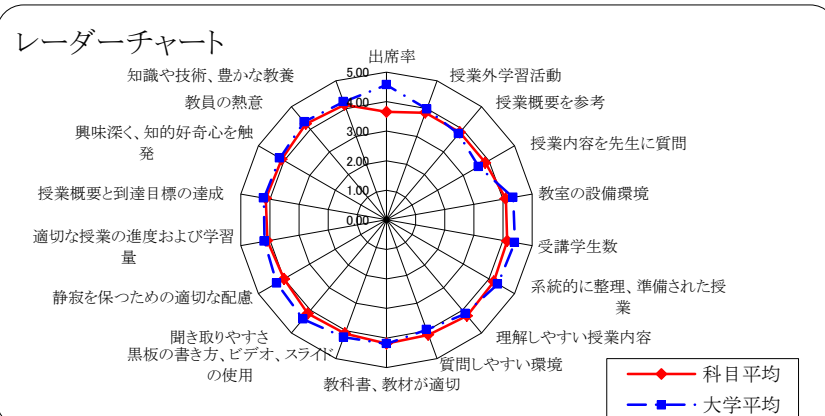 レーダーチャート
出席率
授業外学習活動
授業概要を参考
授業内容を先生に質問
教室の設備環境
受講学生数
系統的に整理、準備された授
業
理解しやすい授業内容
質問しやすい環境
教科書、教材が適切
黒板の書き方、ビデオ、スライド
の使用
聞き取りやすさ
静寂を保つための適切な配慮
適切な授業の進度および学習
量
授業概要と到達目標の達成
興味深く、知的好奇心を触
発
教員の熱意
知識や技術、豊かな教養
5.00
4.00
3.00
2.00
1.00
0.00
科目平均
大学平均